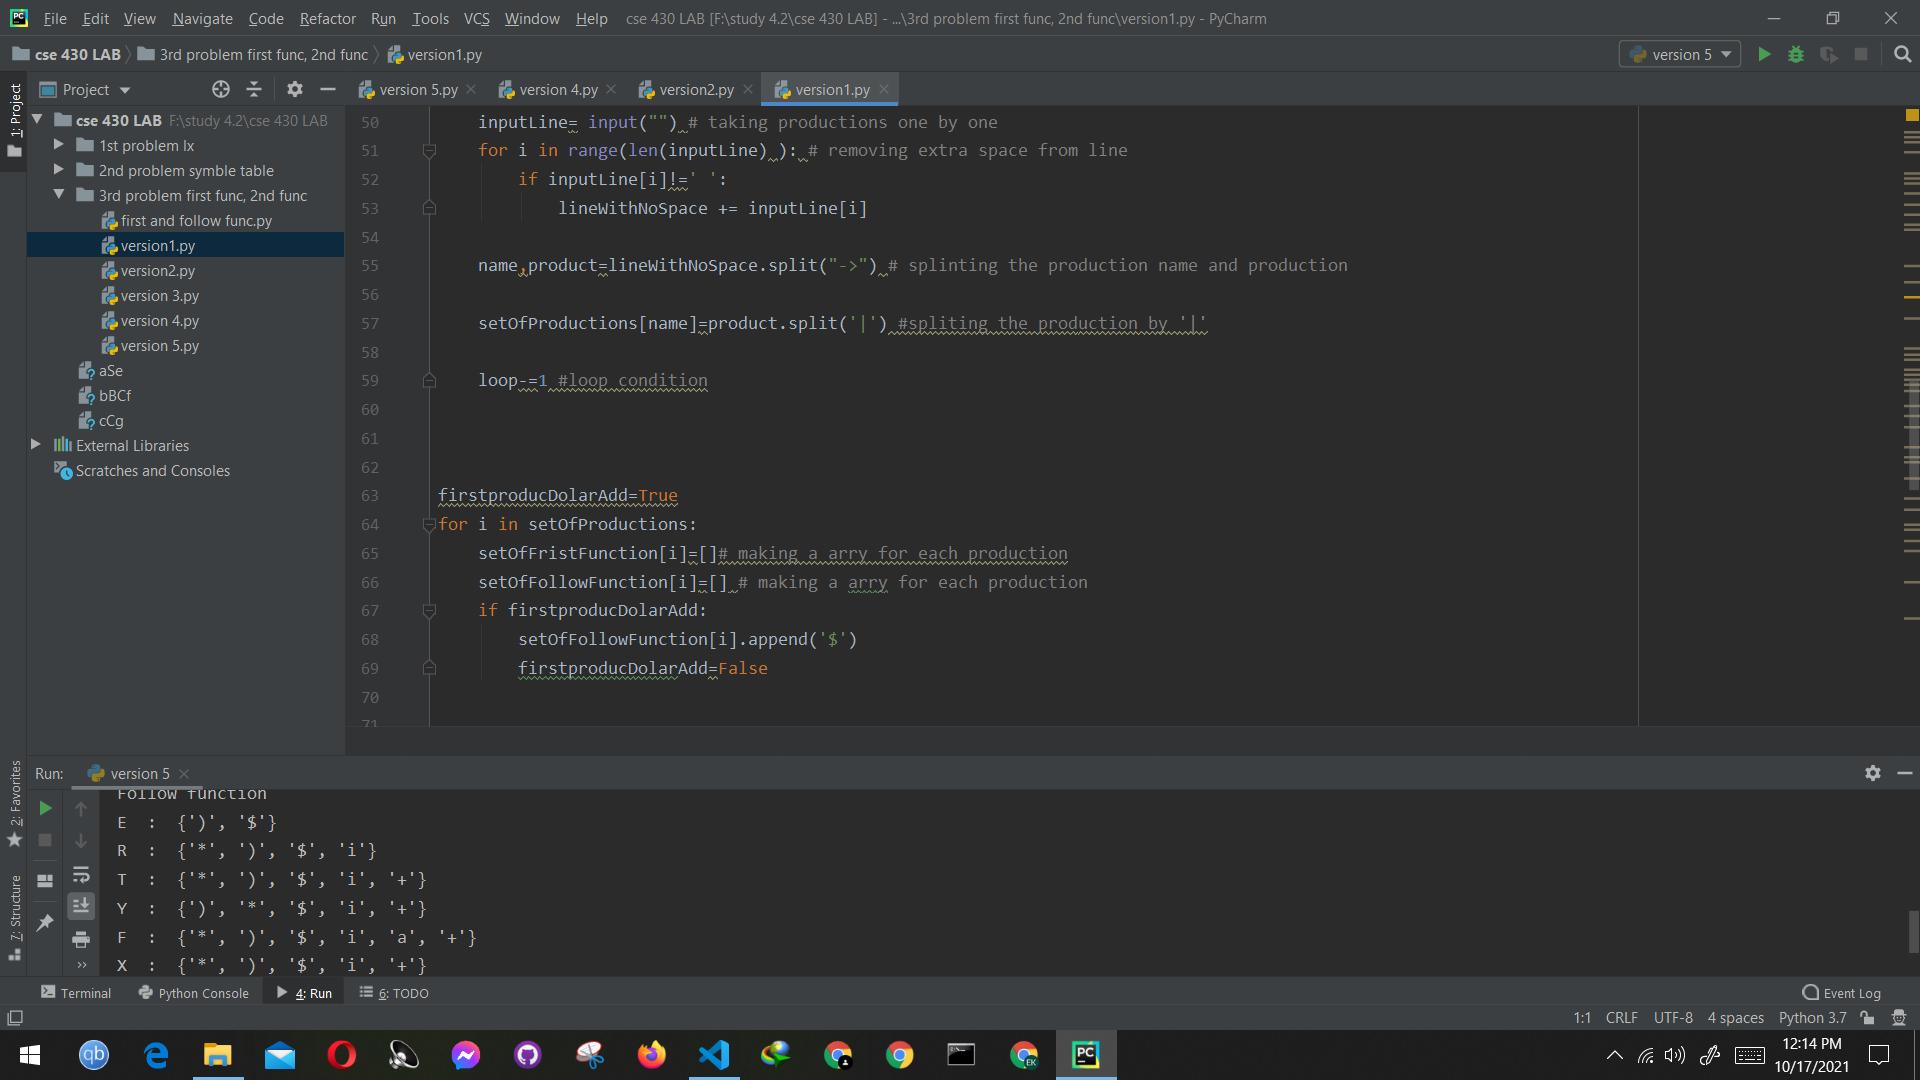 File Edit View Navigate Code Refactor Run Tools VCS Window Help cse 430 LAB [F:\study 4.2\cse 430 LAB] - ...\3rd problem first func, 2nd func\version1.py - PyCharm
cse 430 LAB 3rd problem first func, 2nd func version1.py version 5
1: Project
Project
version 5.py version 4.py version2.py version1.py
cse 430 LAB F:\study 4.2\cse 430 LAB
1st problem lx
2nd problem symble table
3rd problem first func, 2nd func
first and follow func.py
version1.py
version2.py
version 3.py
version 4.py
version 5.py
aSe
bBCf
cCg
External Libraries
Scratches and Consoles
50 inputLine= input("") # taking productions one by one
51 for i in range(len(inputLine) ): # removing extra space from line
52 if inputLine[i]!=' ':
53 lineWithNoSpace += inputLine[i]
54
55 name,product=lineWithNoSpace.split("->") # splinting the production name and production
56
57 setOfProductions[name]=product.split('|') #spliting the production by '|'
58
59 loop-=1 #loop condition
60
61
62
63 firstproducDolarAdd=True
64 for i in setOfProductions:
65 setOfFristFunction[i]=[]# making a arry for each production
66 setOfFollowFunction[i]=[] # making a arry for each production
67 if firstproducDolarAdd:
68 setOfFollowFunction[i].append('$')
69 firstproducDolarAdd=False
70
71
2: Favorites
7: Structure
Run: version 5
Follow function
E : {')', '$'}
R : {'*', ')', '$', 'i'}
T : {'*', ')', '$', 'i', '+'}
Y : {')', '*', '$', 'i', '+'}
F : {'*', ')', '$', 'i', 'a', '+'}
X : {'*', ')', '$', 'i', '+'}
Terminal Python Console 4: Run 6: TODO Event Log
1:1 CRLF UTF-8 4 spaces Python 3.7
qb PC 12:14 PM
10/17/2021